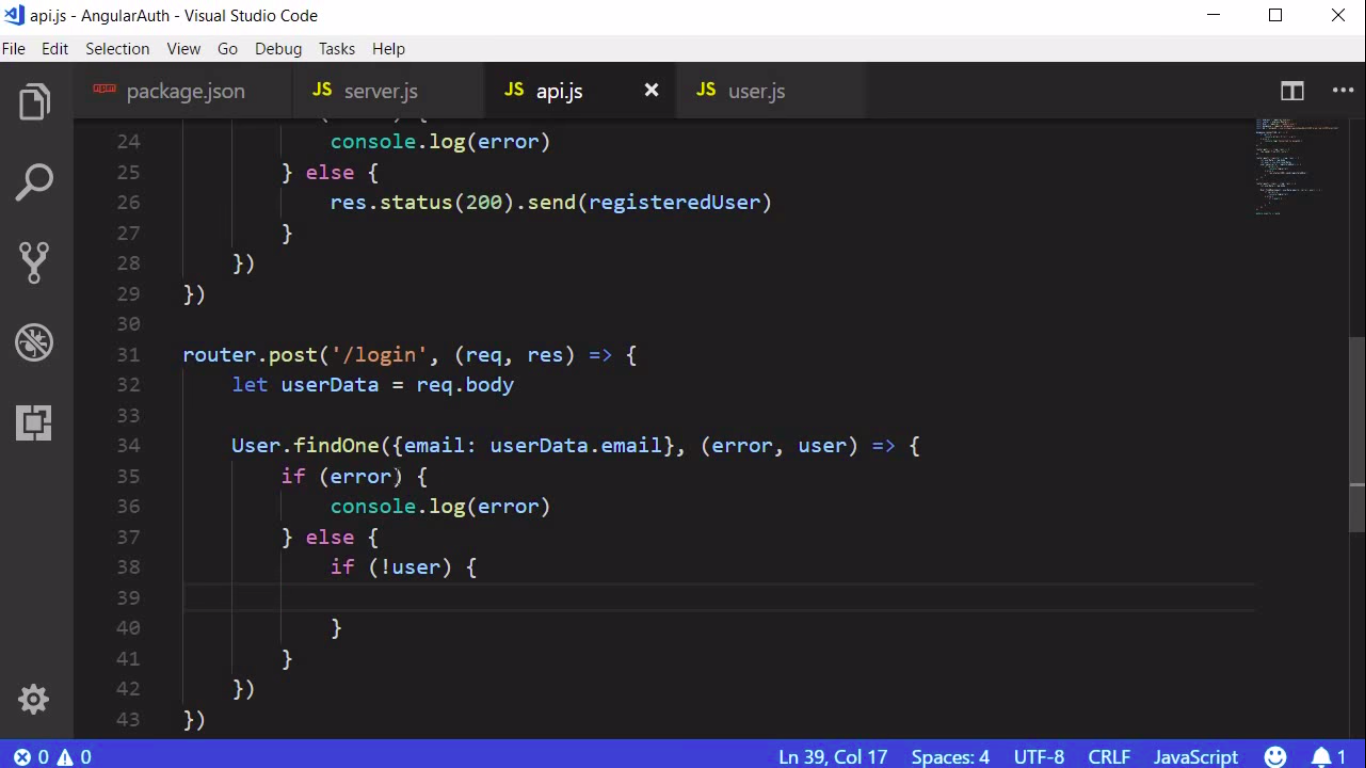 api.js - AngularAuth - Visual Studio Code
File Edit Selection View Go Debug Tasks Help
npm package.json JS server.js JS api.js JS user.js
24 console.log(error)
25 } else {
26 res.status(200).send(registeredUser)
27 }
28 })
29 })
30
31 router.post('/login', (req, res) => {
32 let userData = req.body
33
34 User.findOne({email: userData.email}, (error, user) => {
35 if (error) {
36 console.log(error)
37 } else {
38 if (!user) {
39
40 }
41 }
42 })
43 })
0 0 Ln 39, Col 17 Spaces: 4 UTF-8 CRLF JavaScript 1